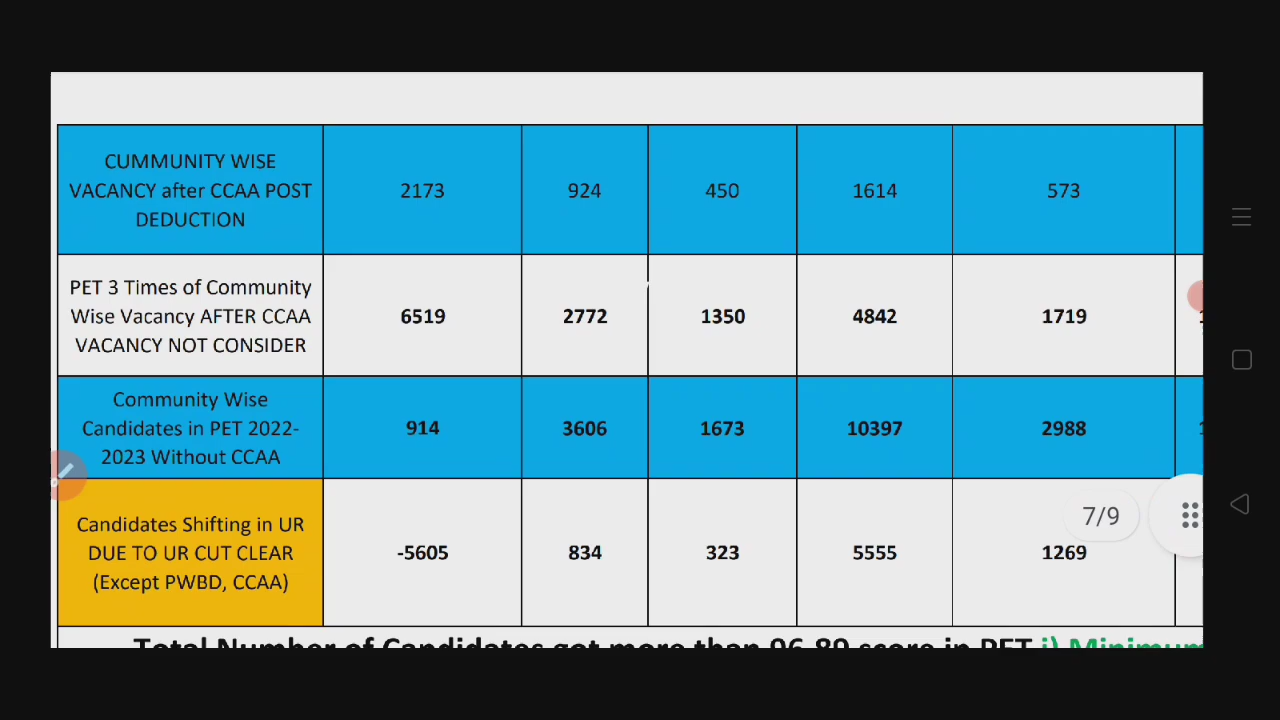 CUMMUNITY WISE
VACANCY after CCAA POST
DEDUCTION
2173 924 450 1614 573
PET 3 Times of Community
Wise Vacancy AFTER CCAA
VACANCY NOT CONSIDER
6519 2772 1350 4842 1719
Community Wise
Candidates in PET 2022-
2023 Without CCAA
914 3606 1673 10397 2988
Candidates Shifting in UR
DUE TO UR CUT CLEAR
(Except PWBD, CCAA)
-5605 834 323 5555 1269
7/9
Total Number of Candidates got more than 96.89 score in PET i) Minimum